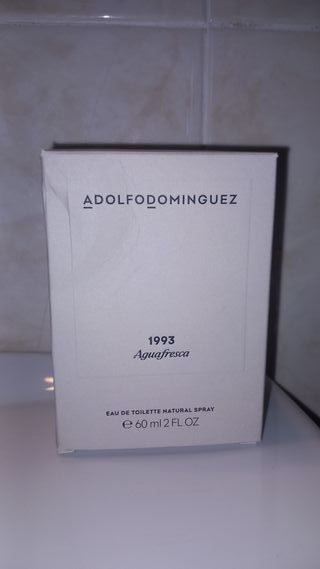 ADOLFODOMINGUEZ
1993
Aguafresca
EAU DE TOILETTE NATURAL SPRAY
℮ 60 ml 2 FL OZ